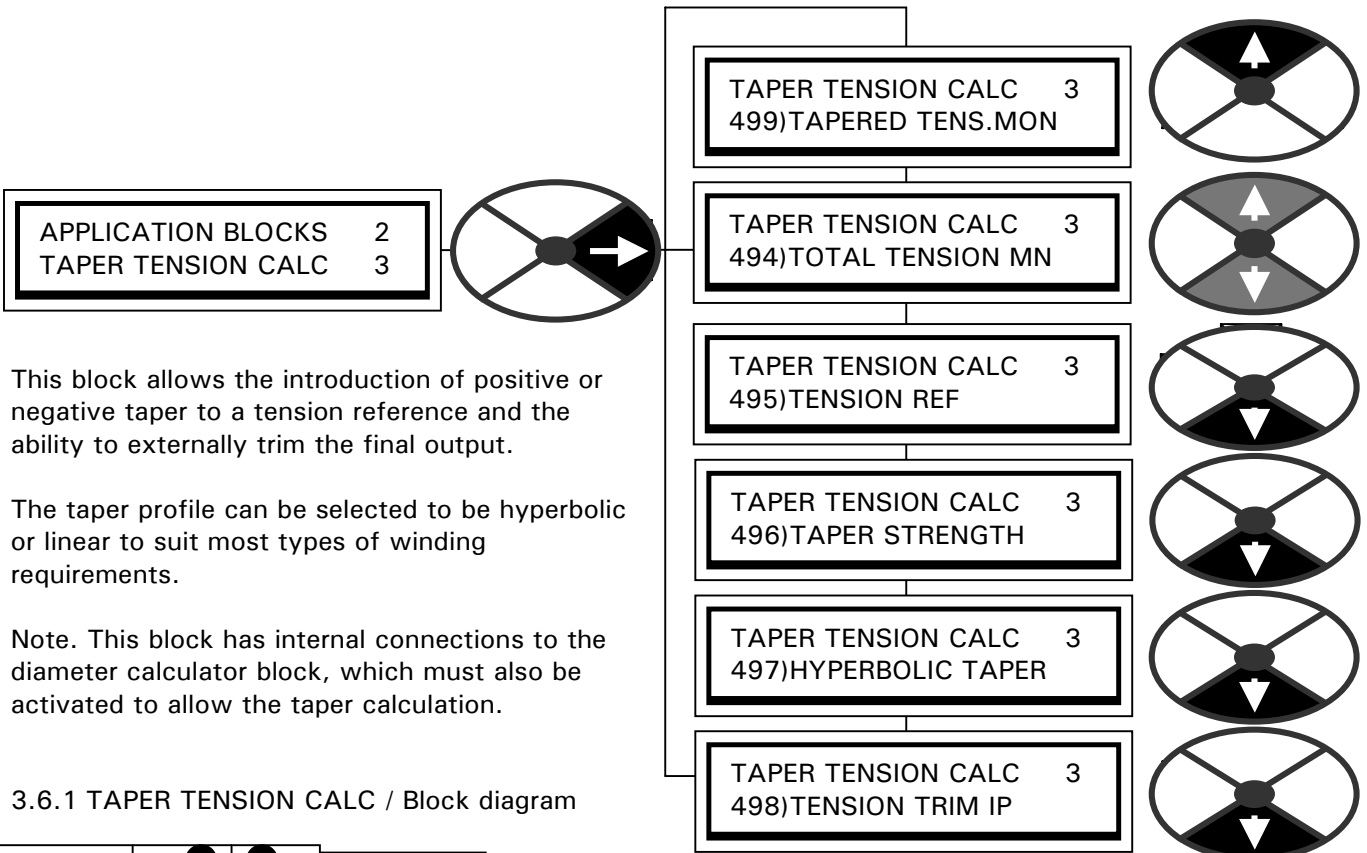 TAPER TENSION CALC 3
499)TAPERED TENS.MON
APPLICATION BLOCKS 2
TAPER TENSION CALC 3
TAPER TENSION CALC 3
494)TOTAL TENSION MN
This block allows the introduction of positive or
negative taper to a tension reference and the
ability to externally trim the final output.
The taper profile can be selected to be hyperbolic
or linear to suit most types of winding
requirements.
Note. This block has internal connections to the
diameter calculator block, which must also be
activated to allow the taper calculation.
TAPER TENSION CALC 3
495)TENSION REF
TAPER TENSION CALC 3
496)TAPER STRENGTH
TAPER TENSION CALC 3
497)HYPERBOLIC TAPER
TAPER TENSION CALC 3
498)TENSION TRIM IP
3.6.1 TAPER TENSION CALC / Block diagram